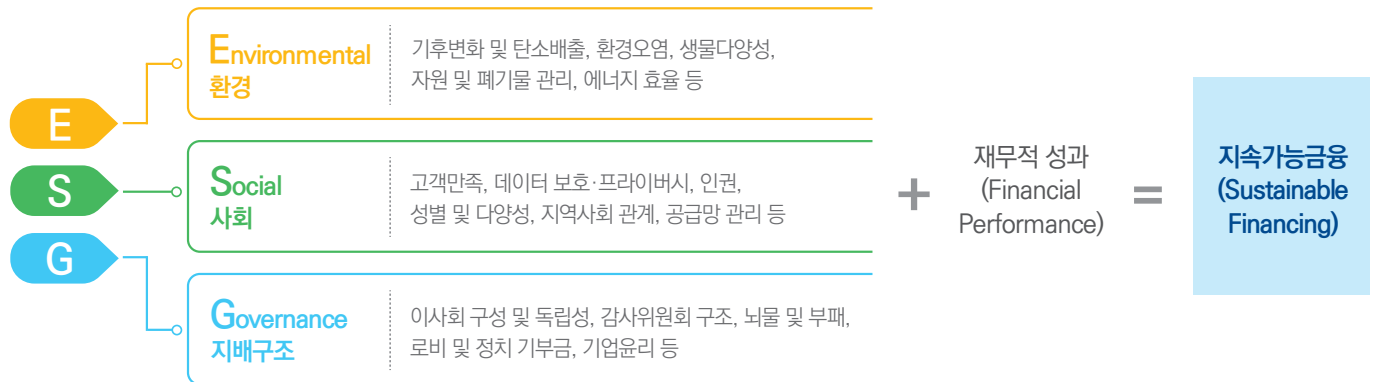 E
Environmental
환경
기후변화 및 탄소배출, 환경오염, 생물다양성,
자원 및 폐기물 관리, 에너지 효율 등
S
Social
사회
고객만족, 데이터 보호·프라이버시, 인권,
성별 및 다양성, 지역사회 관계, 공급망 관리 등
G
Governance
지배구조
이사회 구성 및 독립성, 감사위원회 구조, 뇌물 및 부패,
로비 및 정치 기부금, 기업윤리 등
+
재무적 성과
(Financial
Performance)
=
지속가능금융
(Sustainable
Financing)